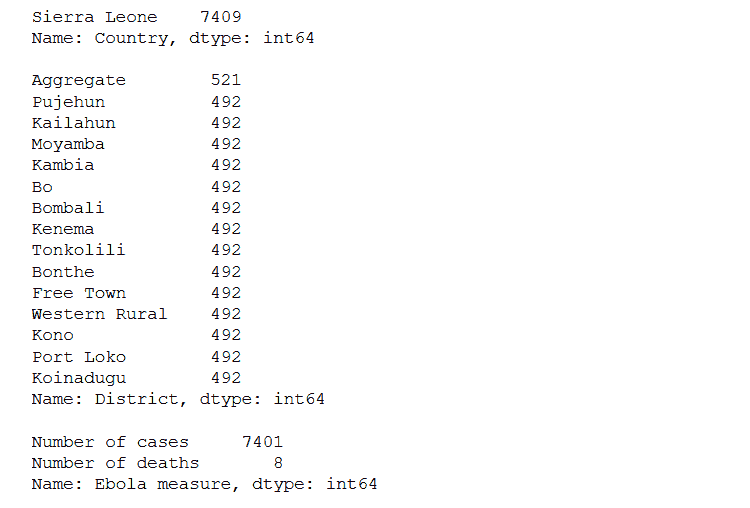 Sierra Leone    7409
Name: Country, dtype: int64

Aggregate        521
Pujehun          492
Kailahun         492
Moyamba          492
Kambia           492
Bo               492
Bombali          492
Kenema           492
Tonkolili        492
Bonthe           492
Free Town        492
Western Rural    492
Kono             492
Port Loko        492
Koinadugu        492
Name: District, dtype: int64

Number of cases     7401
Number of deaths       8
Name: Ebola measure, dtype: int64